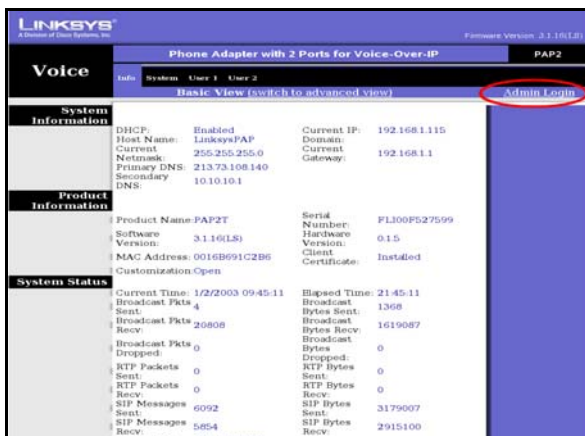 LINKSYS®
A Division of Cisco Systems, Inc.
Firmware Version: 3.1.16(LS)
Phone Adapter with 2 Ports for Voice-Over-IP
PAP2
Voice
Info System User 1 User 2
Basic View (switch to advanced view)
Admin Login
System Information
DHCP: Enabled Current IP: 192.168.1.115
Host Name: LinksysPAP Domain:
Current Netmask: 255.255.255.0 Current Gateway: 192.168.1.1
Primary DNS: 213.73.108.140
Secondary DNS: 10.10.10.1
Product Information
Product Name: PAP2T Serial Number: FLI00F527599
Software Version: 3.1.16(LS) Hardware Version: 0.1.5
MAC Address: 0016B691C2B6 Client Certificate: Installed
Customization: Open
System Status
Current Time: 1/2/2003 09:45:11 Elapsed Time: 21:45:11
Broadcast Pkts Sent: 4 Broadcast Bytes Sent: 1368
Broadcast Pkts Recv: 20808 Broadcast Bytes Recv: 1619087
Broadcast Pkts Dropped: 0 Broadcast Bytes Dropped: 0
RTP Packets Sent: 0 RTP Bytes Sent: 0
RTP Packets Recv: 0 RTP Bytes Recv: 0
SIP Messages Sent: 6092 SIP Bytes Sent: 3179007
SIP Messages Recv: 5854 SIP Bytes Recv: 2915100